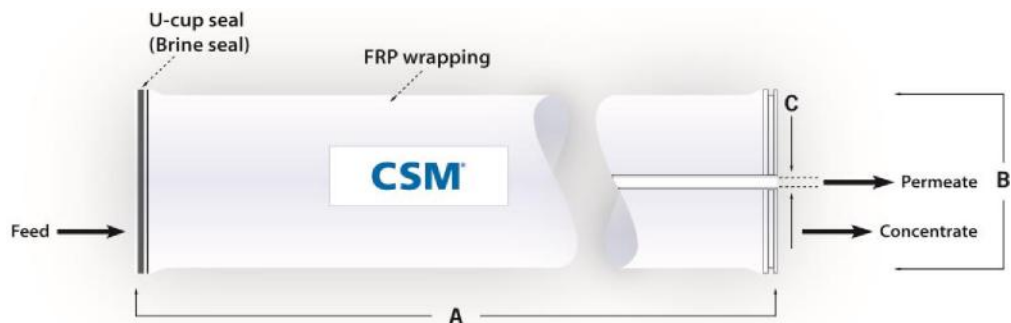 U-cup seal
(Brine seal)
FRP wrapping
C
CSM®
Permeate
B
Feed
Concentrate
A